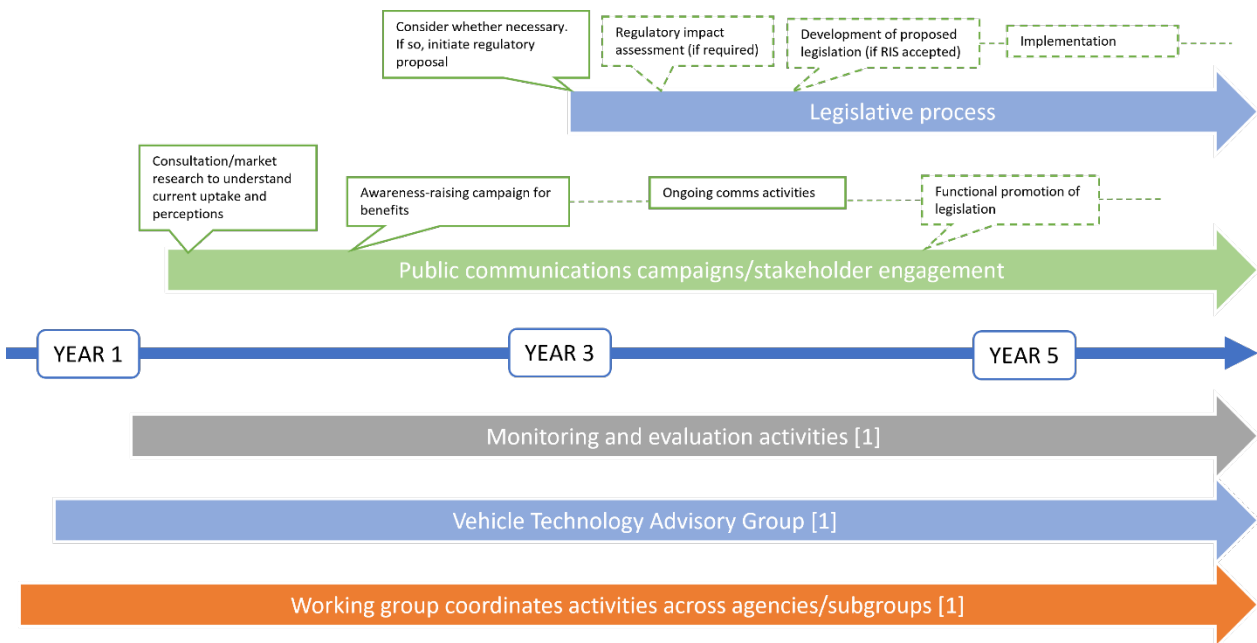 Consider whether necessary.
If so, initiate regulatory
proposal
Regulatory impact
assessment (if required)
Development of proposed
legislation (if RIS accepted)
Implementation
Legislative process
Consultation/market
research to understand
current uptake and
perceptions
Awareness-raising campaign for
benefits
Ongoing comms activities
Functional promotion of
legislation
Public communications campaigns/stakeholder engagement
YEAR 1
YEAR 3
YEAR 5
Monitoring and evaluation activities [1]
Vehicle Technology Advisory Group [1]
Working group coordinates activities across agencies/subgroups [1]